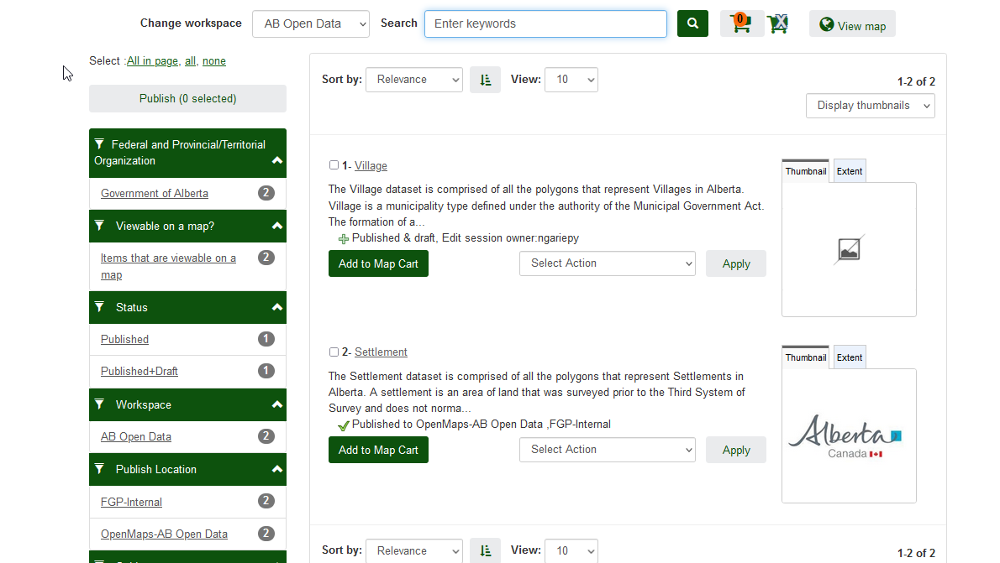 Change workspace AB Open Data Search Enter keywords 0 X View map
Select :All in page, all, none
Publish (0 selected)
Federal and Provincial/Territorial
Organization
Government of Alberta 2
Viewable on a map?
Items that are viewable on a 2
map
Status
Published 1
Published+Draft 1
Workspace
AB Open Data 2
Publish Location
FGP-Internal 2
OpenMaps-AB Open Data 2
Sort by: Relevance View: 10 1-2 of 2
Display thumbnails
1- Village
The Village dataset is comprised of all the polygons that represent Villages in Alberta.
Village is a municipality type defined under the authority of the Municipal Government Act.
The formation of a...
Published & draft, Edit session owner:ngariepy
Add to Map Cart Select Action Apply
Thumbnail Extent
2- Settlement
The Settlement dataset is comprised of all the polygons that represent Settlements in
Alberta. A settlement is an area of land that was surveyed prior to the Third System of
Survey and does not norma...
Published to OpenMaps-AB Open Data ,FGP-Internal
Add to Map Cart Select Action Apply
Thumbnail Extent
Alberta
Canada
Sort by: Relevance View: 10 1-2 of 2